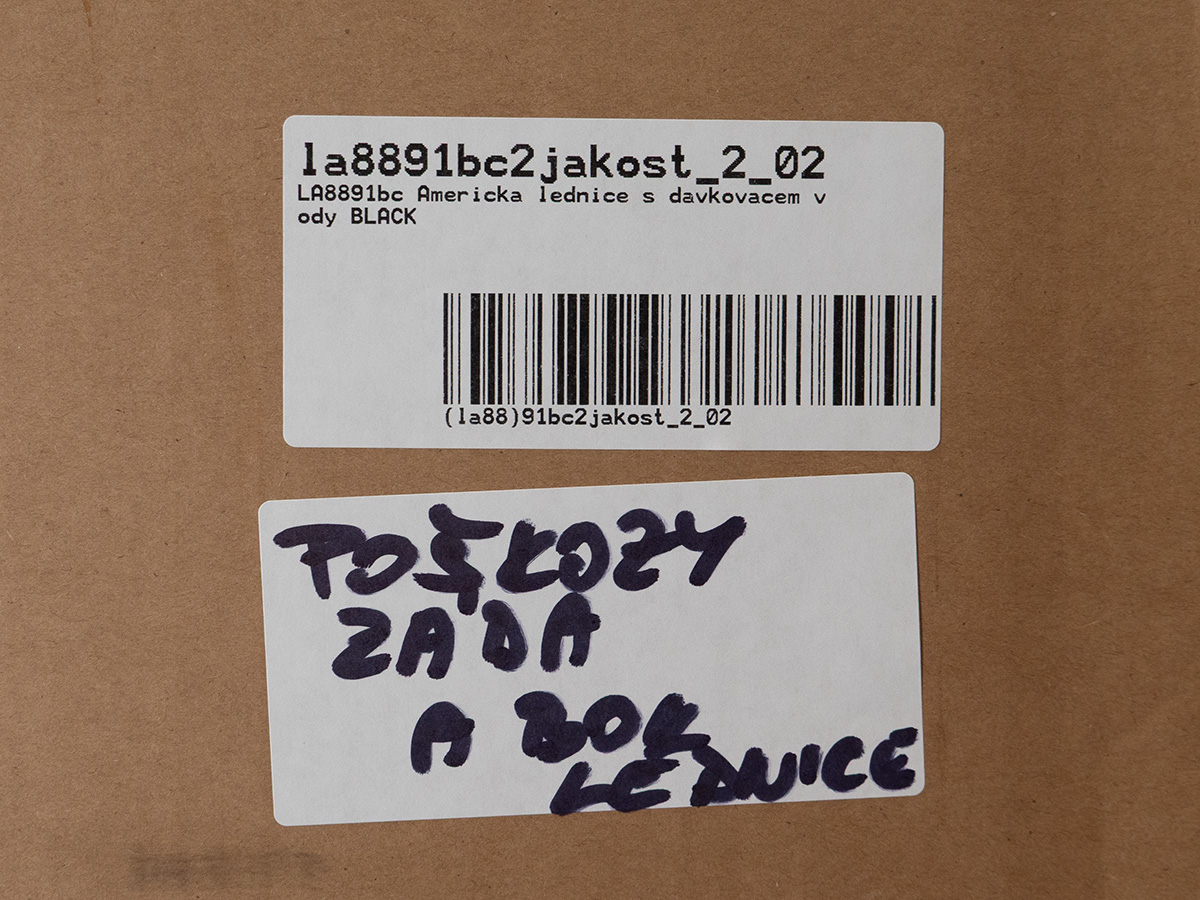 la8891bc2jakost_2_02
LA8891bc Americka lednice s davkovacem v
ody BLACK
(la88)91bc2jakost_2_02
POŠKOZY
ZADA
A BOK
LEDNICE